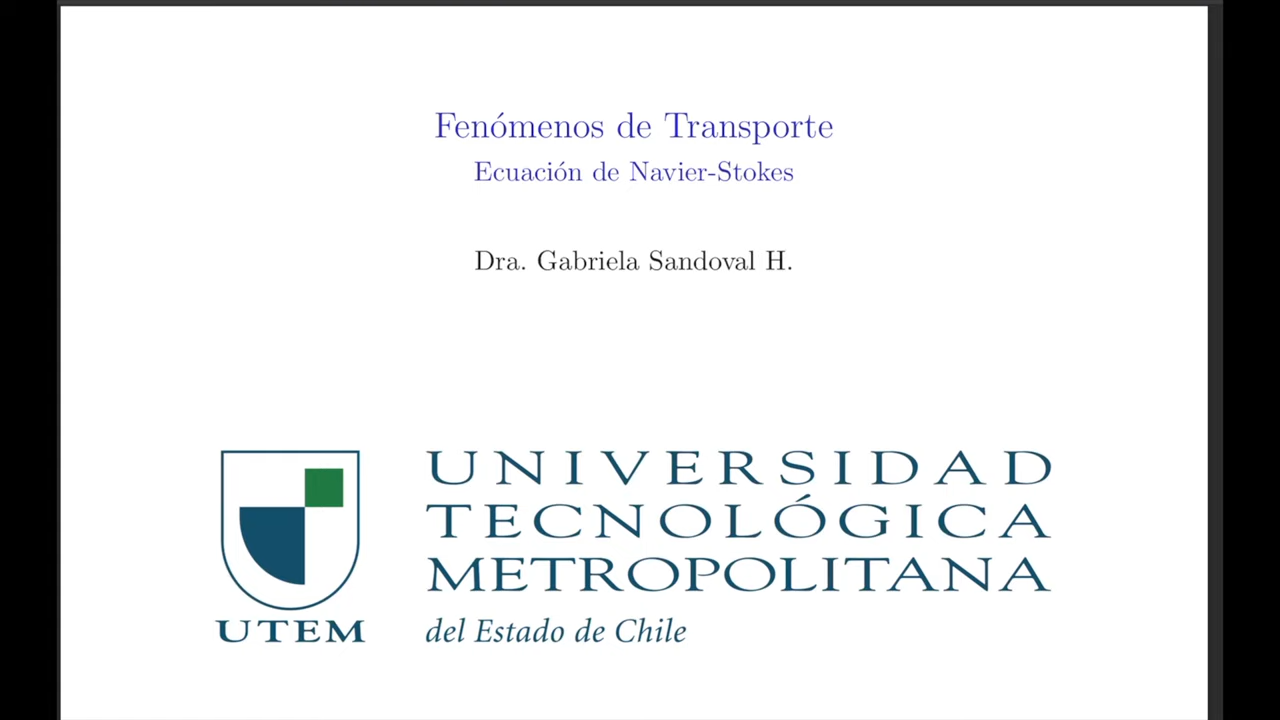 Fenómenos de Transporte
Ecuación de Navier-Stokes
Dra. Gabriela Sandoval H.
UNIVERSIDAD
TECNOLÓGICA
METROPOLITANA
del Estado de Chile
UTEM